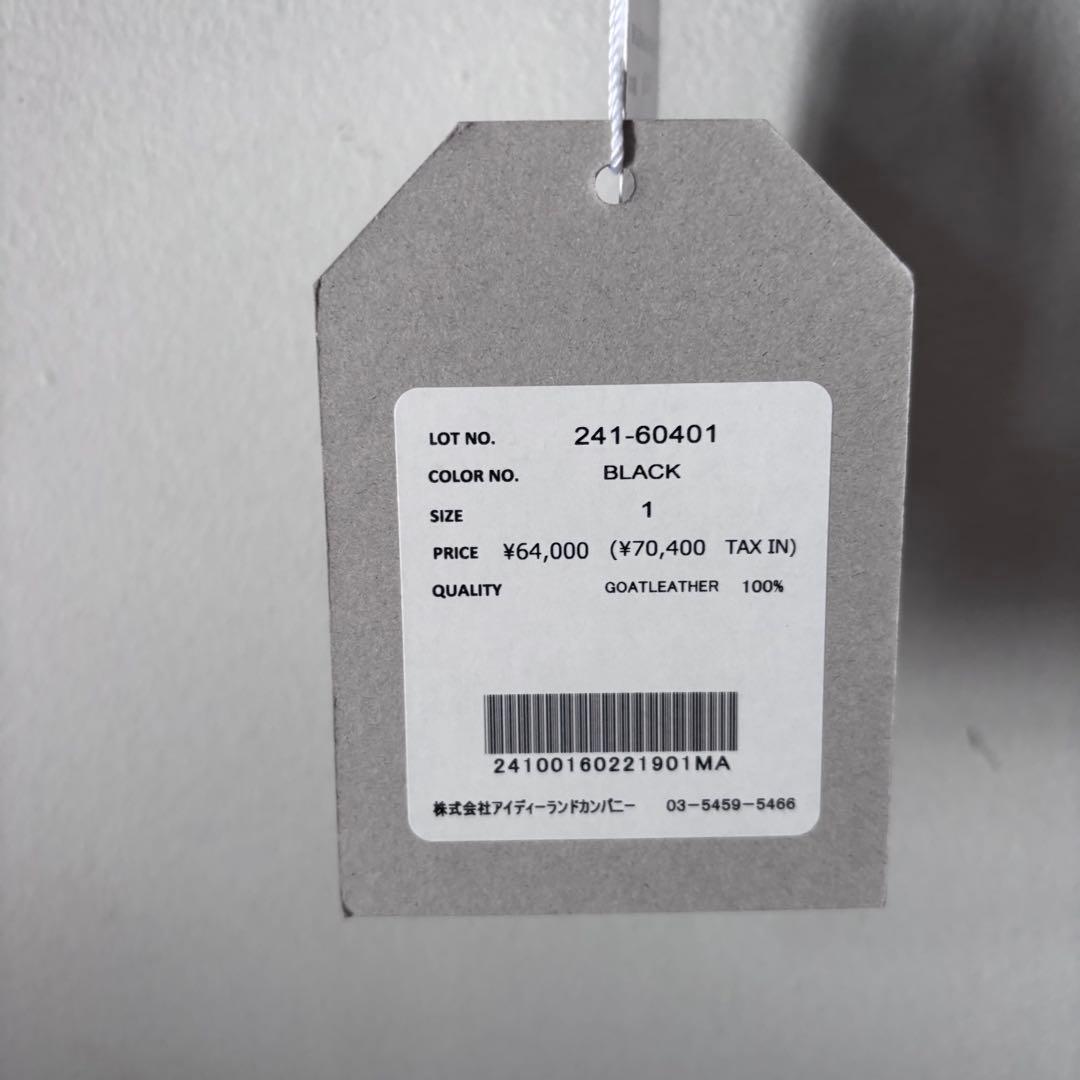 LOT NO. 241-60401
COLOR NO. BLACK
SIZE 1
PRICE ¥64,000 (¥70,400 TAX IN)
QUALITY GOATLEATHER 100%
24100160221901MA
株式会社アイディーランドカンパニー 03-5459-5466